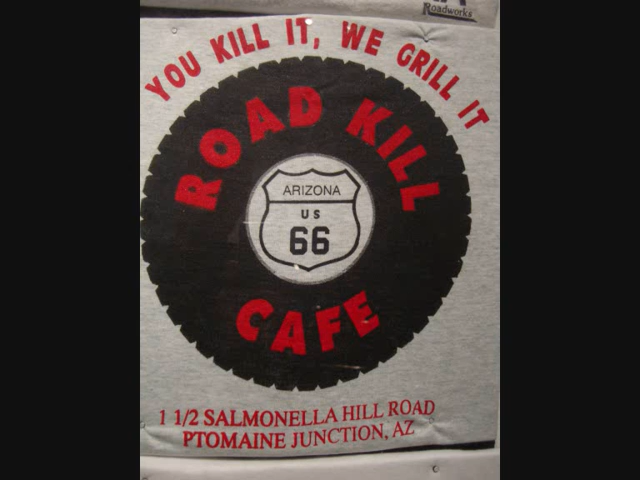 Roadworks
YOU KILL IT, WE GRILL IT
ROAD KILL
ARIZONA
US
66
CAFE
1 1/2 SALMONELLA HILL ROAD
PTOMAINE JUNCTION, AZ